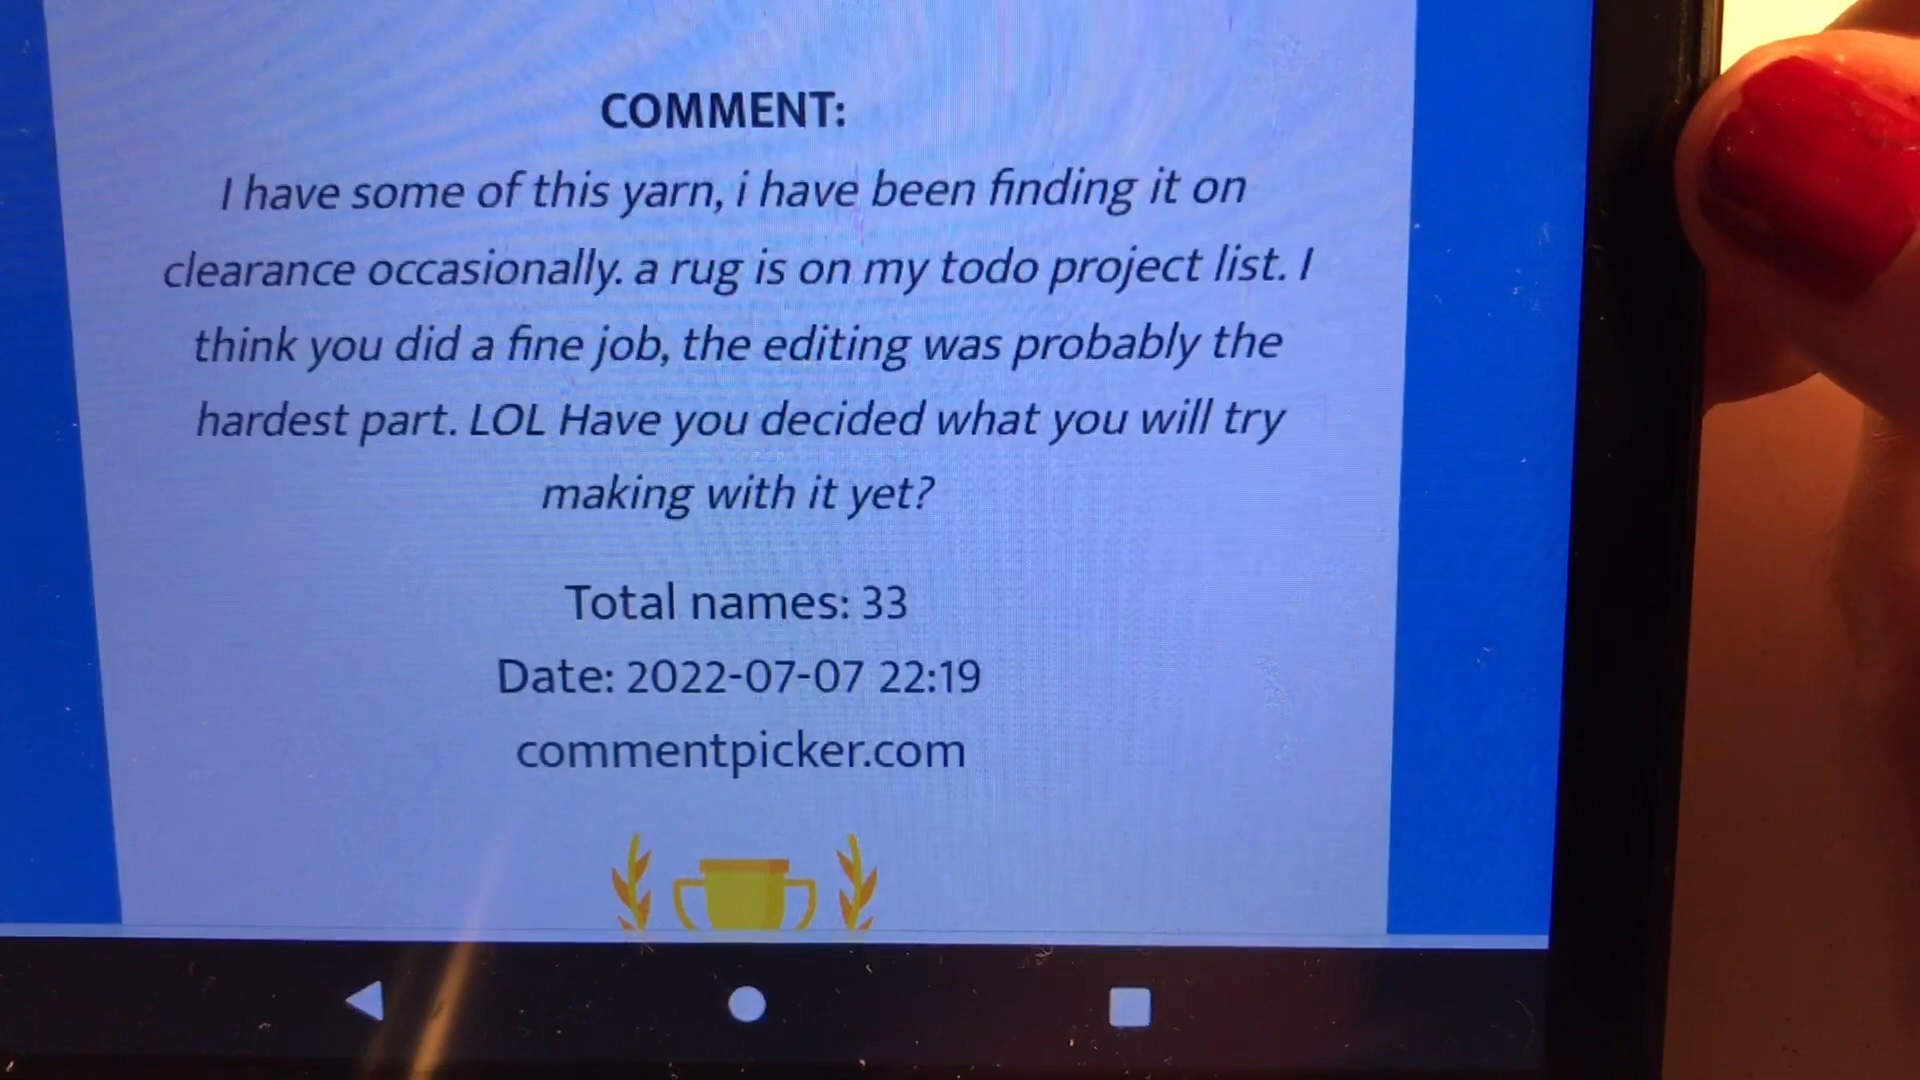 COMMENT:
I have some of this yarn, i have been finding it on
clearance occasionally. a rug is on my todo project list. I
think you did a fine job, the editing was probably the
hardest part. LOL Have you decided what you will try
making with it yet?
Total names: 33
Date: 2022-07-07 22:19
commentpicker.com